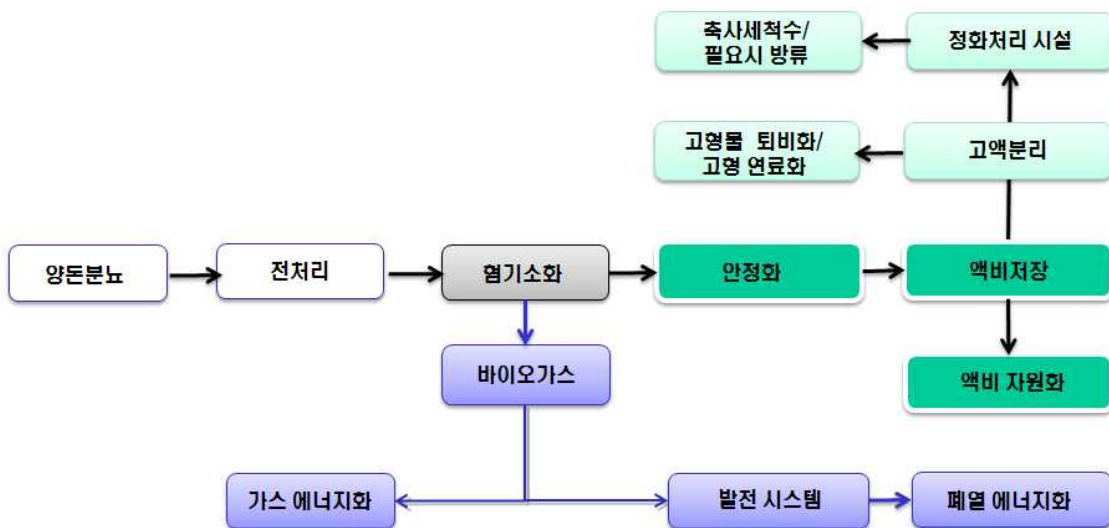 축사세척수/
필요시 방류
정화처리 시설
고형물 퇴비화/
고형 연료화
고액분리
양돈분뇨
전처리
혐기소화
안정화
액비저장
바이오가스
액비 자원화
가스 에너지화
발전 시스템
폐열 에너지화